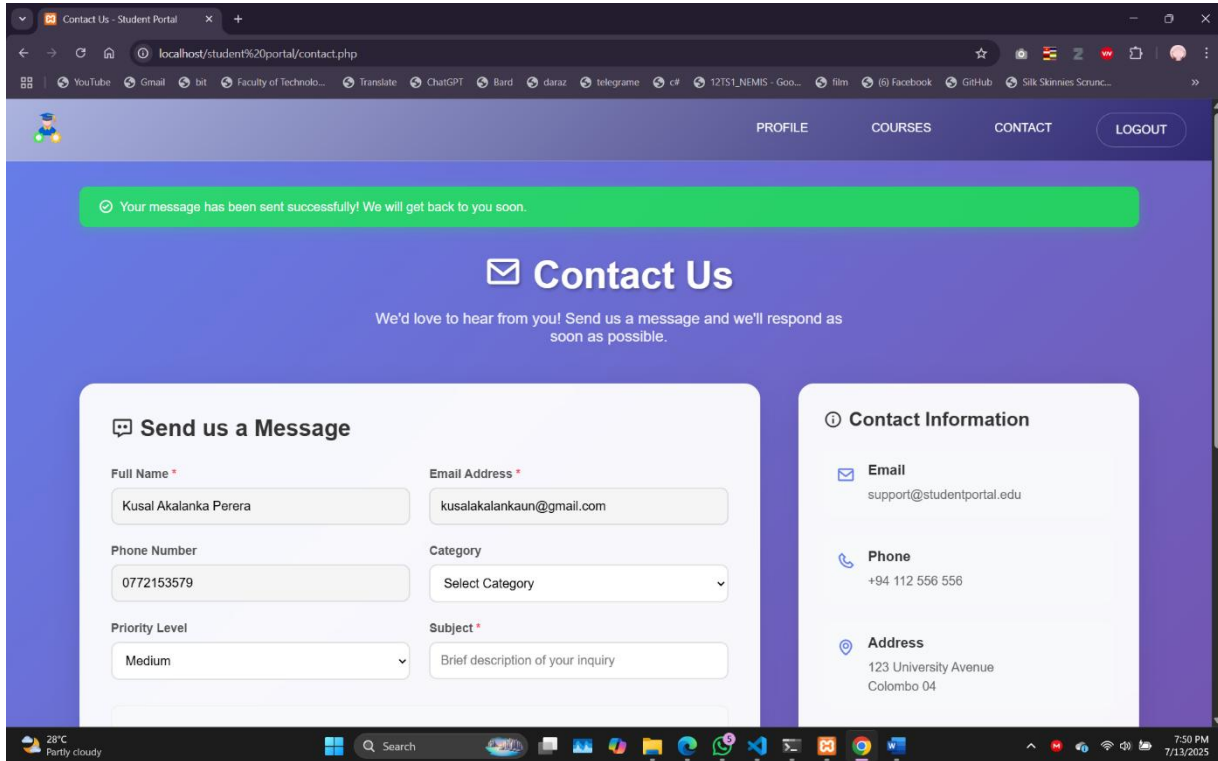 Contact Us - Student Portal
localhost/student%20portal/contact.php
YouTube Gmail bit Faculty of Technolo... Translate ChatGPT Bard daraz telegrame c# 12TS1_NEMIS - Goo... film (6) Facebook GitHub Silk Skinnies Scrunc...
PROFILE COURSES CONTACT LOGOUT
Your message has been sent successfully! We will get back to you soon.
Contact Us
We'd love to hear from you! Send us a message and we'll respond as
soon as possible.
Send us a Message
Full Name * Email Address *
Kusal Akalanka Perera kusalakalankaun@gmail.com
Phone Number Category
0772153579 Select Category
Priority Level Subject *
Medium Brief description of your inquiry
Contact Information
Email
support@studentportal.edu
Phone
+94 112 556 556
Address
123 University Avenue
Colombo 04
28°C
Partly cloudy
Search
5
7:50 PM
7/13/2025